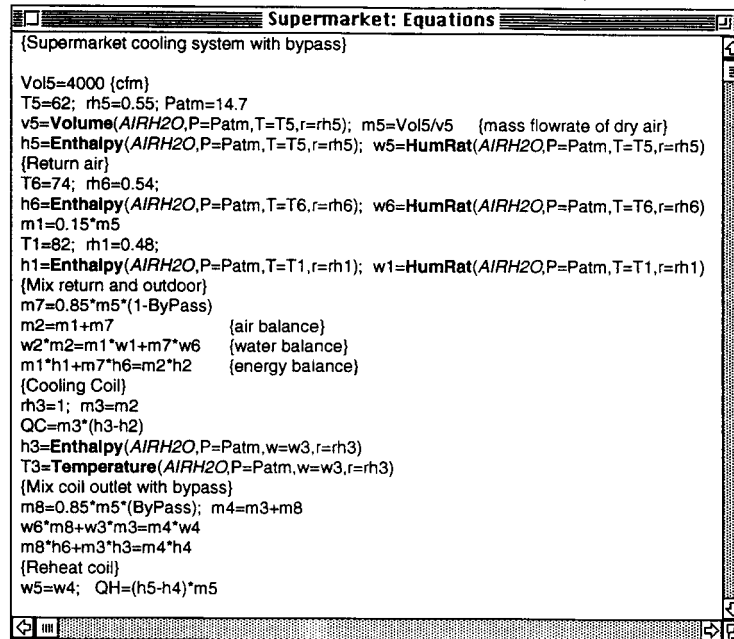 Supermarket: Equations
{Supermarket cooling system with bypass}
Vol5=4000 {cfm}
T5=62; rh5=0.55; Patm=14.7
v5=Volume(AIRH2O,P=Patm,T=T5,r=rh5); m5=Vol5/v5 {mass flowrate of dry air}
h5=Enthalpy(AIRH2O,P=Patm,T=T5,r=rh5); w5=HumRat(AIRH2O,P=Patm,T=T5,r=rh5)
{Return air}
T6=74; rh6=0.54;
h6=Enthalpy(AIRH2O,P=Patm,T=T6,r=rh6); w6=HumRat(AIRH2O,P=Patm,T=T6,r=rh6)
m1=0.15*m5
T1=82; rh1=0.48;
h1=Enthalpy(AIRH2O,P=Patm,T=T1,r=rh1); w1=HumRat(AIRH2O,P=Patm,T=T1,r=rh1)
{Mix return and outdoor}
m7=0.85*m5*(1-ByPass)
m2=m1+m7 {air balance}
w2*m2=m1*w1+m7*w6 {water balance}
m1*h1+m7*h6=m2*h2 {energy balance}
{Cooling Coil}
rh3=1; m3=m2
QC=m3*(h3-h2)
h3=Enthalpy(AIRH2O,P=Patm,w=w3,r=rh3)
T3=Temperature(AIRH2O,P=Patm,w=w3,r=rh3)
{Mix coil outlet with bypass}
m8=0.85*m5*(ByPass); m4=m3+m8
w6*m8+w3*m3=m4*w4
m8*h6+m3*h3=m4*h4
{Reheat coil}
w5=w4; QH=(h5-h4)*m5